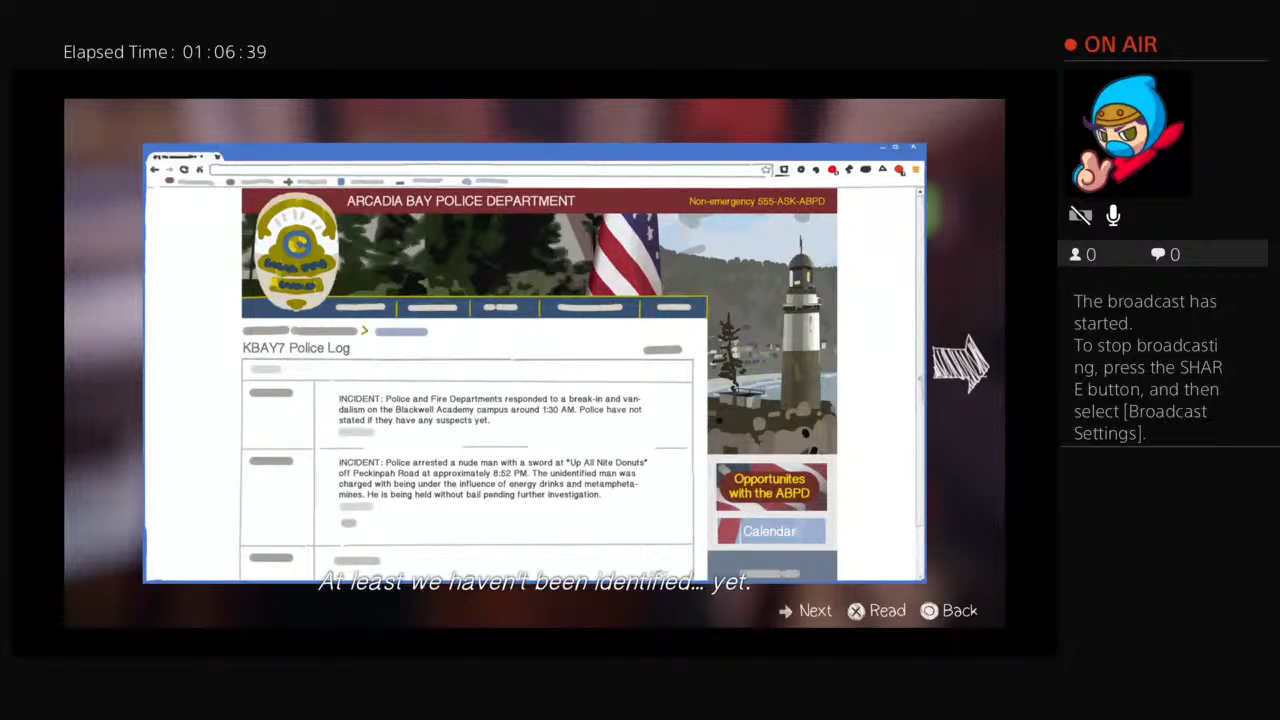 Elapsed Time: 01:06:39
ON AIR
ARCADIA BAY POLICE DEPARTMENT
Non-emergency 555-ASK-ABPD
0 0
KBAY7 Police Log
The broadcast has
started.
To stop broadcasti
ng, press the SHAR
E button, and then
select [Broadcast
Settings].
INCIDENT: Police and Fire Departments responded to a break-in and van-
dalism on the Blackwell Academy campus around 1:30 AM. Police have not
stated if they have any suspects yet.
INCIDENT: Police arrested a nude man with a sword at "Up All Nite Donuts"
off Peckinpah Road at approximately 8:52 PM. The unidentified man was
charged with being under the influence of energy drinks and metampheta-
mines. He is being held without bail pending further investigation.
Opportunites
with the ABPD
Calendar
At least we haven't been identified... yet.
Next Read Back